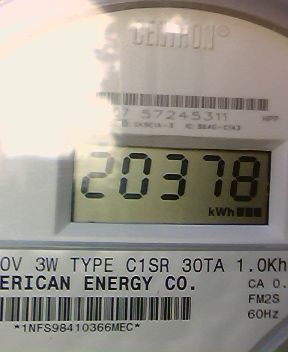 CENTRON®
57245311
20378
kWh
0V 3W TYPE C1SR 30TA 1.0Kh
ERICAN ENERGY CO.
CA 0.
FM2S
60Hz
*1NFS98410366MEC*